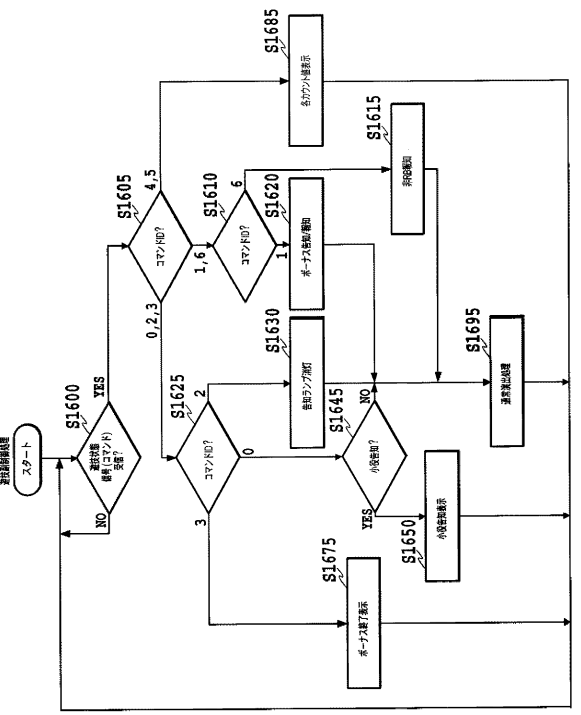 遊技副制御処理
スタート
S1600
遊技状態
信号(コマンド)
受信?
NO
YES
S1605
コマンドID?
0,2,3
1,6
4,5
S1610
コマンドID?
1
6
S1685
各カウント値表示
S1615
非RB報知
S1620
ボーナス告知/報知
S1625
コマンドID?
3
0
2
S1630
告知ランプ消灯
S1645
小役告知?
NO
YES
S1650
小役告知表示
S1675
ボーナス終了表示
S1695
通常演出処理